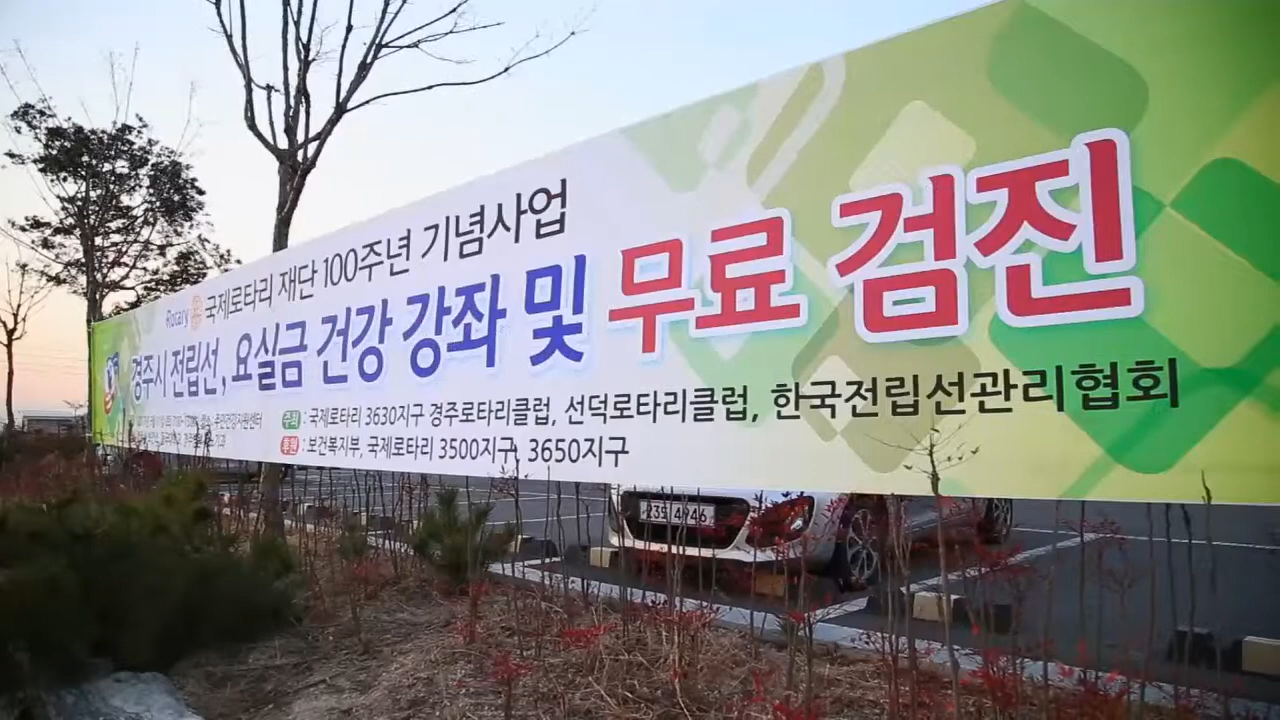 Rotary 국제로타리 재단 100주년 기념사업
경주시 전립선, 요실금 건강 강좌 및 무료 검진
주최 : 국제로타리 3630지구 경주로타리클럽, 선덕로타리클럽, 한국전립선관리협회
후원 : 보건복지부, 국제로타리 3500지구, 3650지구
4946